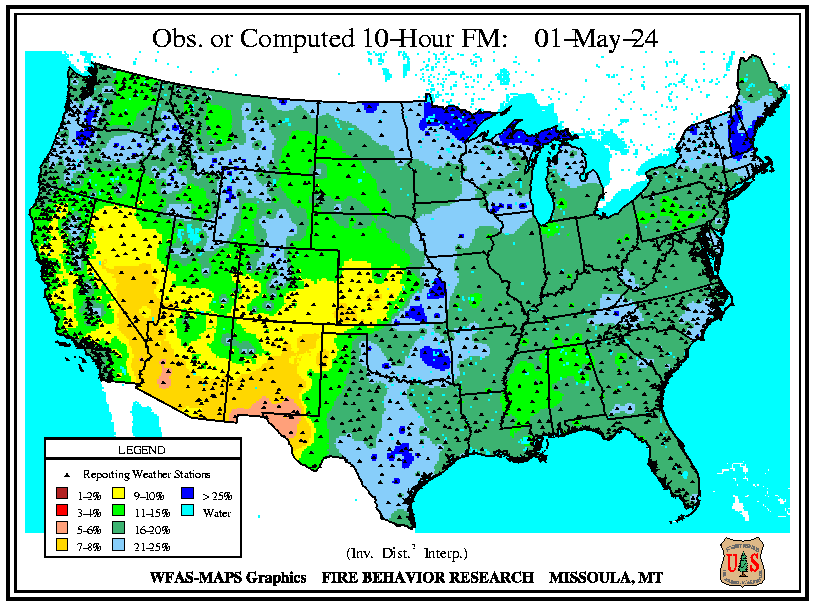 Obs. or Computed 10-Hour FM: 01-May-24
LEGEND
Reporting Weather Stations
1-2% 9-10% > 25%
3-4% 11-15% Water
5-6% 16-20%
7-8% 21-25%
(Inv. Dist.² Interp.)
WFAS-MAPS Graphics FIRE BEHAVIOR RESEARCH MISSOULA, MT
U S